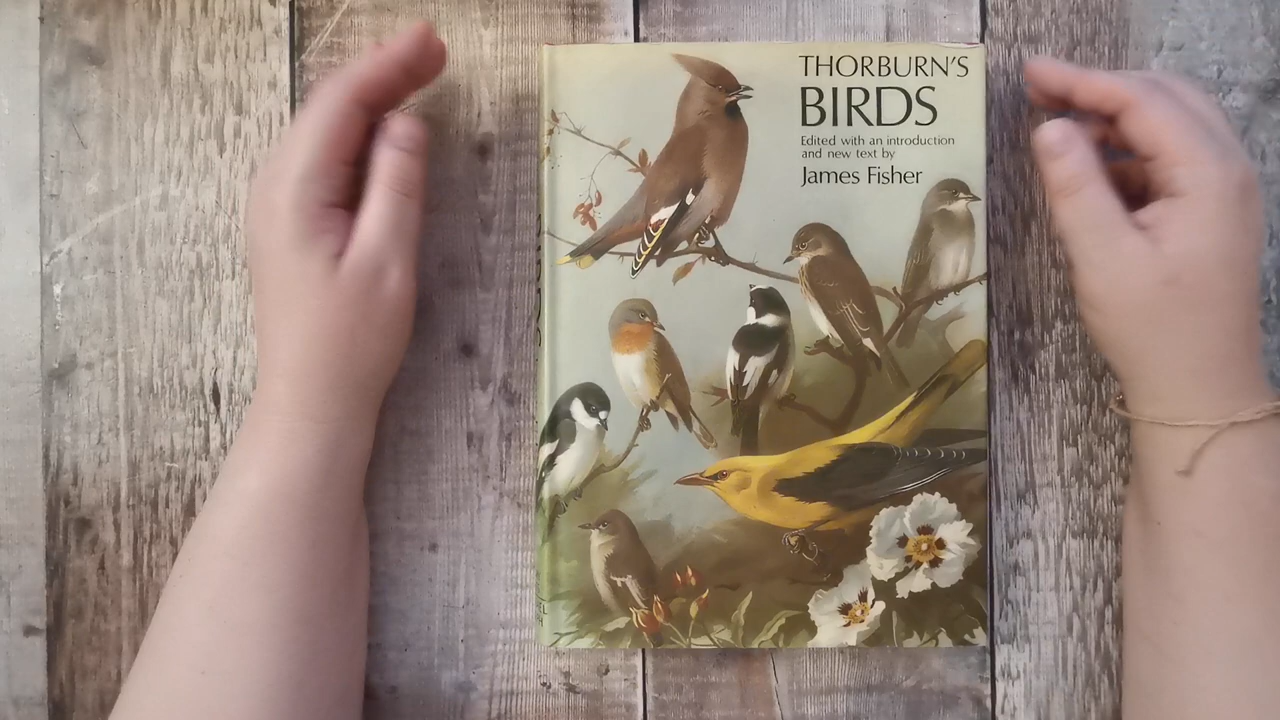 THORBURN'S
BIRDS
Edited with an introduction
and new text by
James Fisher